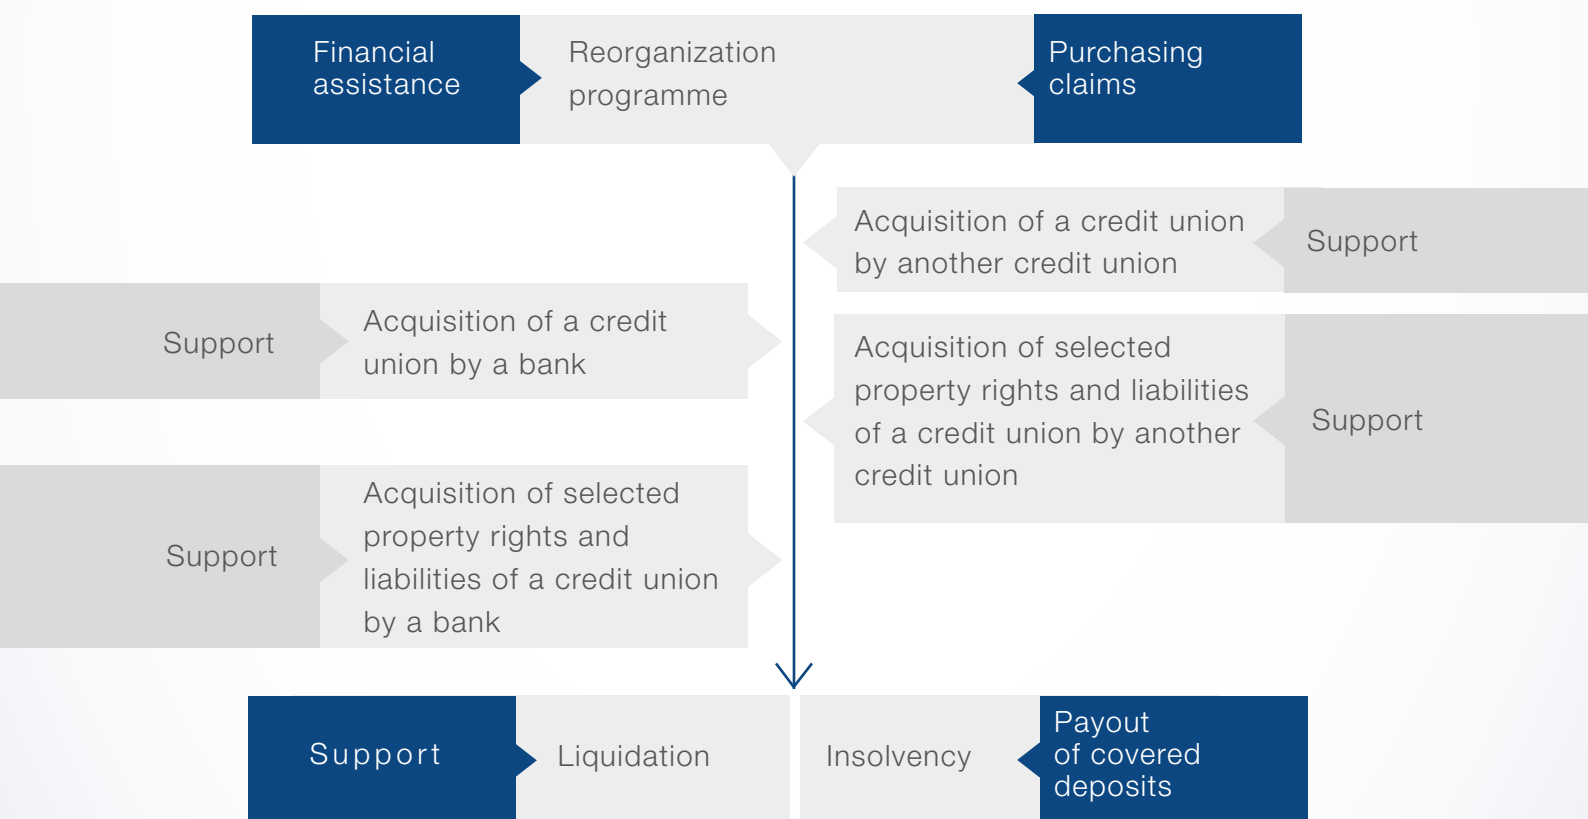 Financial
assistance
Reorganization
programme
Purchasing
claims
Acquisition of a credit union
by another credit union
Support
Support
Acquisition of a credit
union by a bank
Acquisition of selected
property rights and liabilities
of a credit union by another
credit union
Support
Support
Acquisition of selected
property rights and
liabilities of a credit union
by a bank
Support
Liquidation
Insolvency
Payout
of covered
deposits